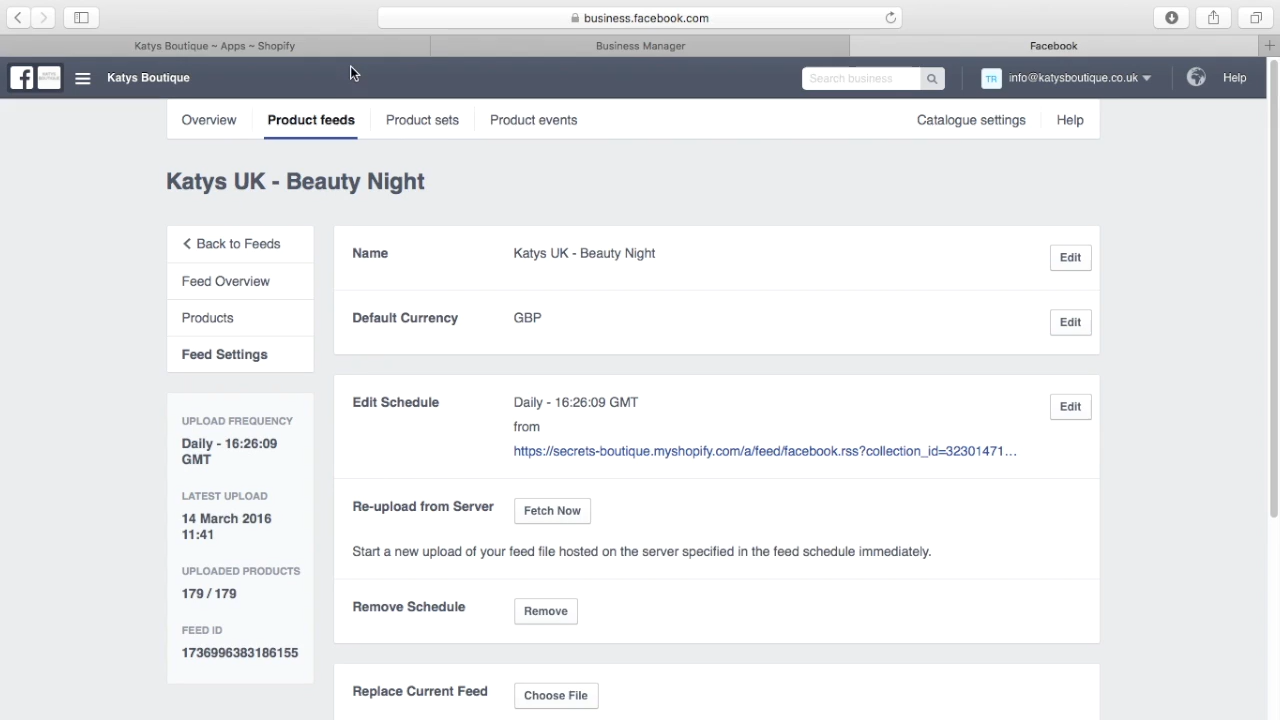 business.facebook.com
Katys Boutique ~ Apps ~ Shopify
Business Manager
Facebook
Katys Boutique
Search business
TR
info@katysboutique.co.uk
Help
Overview
Product feeds
Product sets
Product events
Catalogue settings
Help
Katys UK - Beauty Night
Back to Feeds
Feed Overview
Products
Feed Settings
UPLOAD FREQUENCY
Daily - 16:26:09
GMT
LATEST UPLOAD
14 March 2016
11:41
UPLOADED PRODUCTS
179 / 179
FEED ID
1736996383186155
Name
Katys UK - Beauty Night
Edit
Default Currency
GBP
Edit
Edit Schedule
Daily - 16:26:09 GMT
Edit
from
https://secrets-boutique.myshopify.com/a/feed/facebook.rss?collection_id=32301471…
Re-upload from Server
Fetch Now
Start a new upload of your feed file hosted on the server specified in the feed schedule immediately.
Remove Schedule
Remove
Replace Current Feed
Choose File